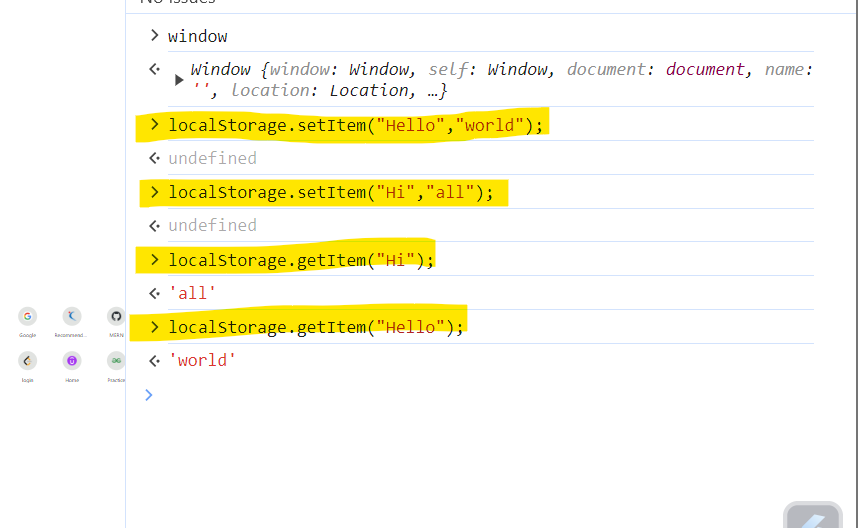 No Issues
> window
Window {window: Window, self: Window, document: document, name:
'', location: Location, …}
> localStorage.setItem("Hello","world");
undefined
> localStorage.setItem("Hi","all");
undefined
> localStorage.getItem("Hi");
'all'
> localStorage.getItem("Hello");
'world'
>
Google Recommend... MERN
login Home Practice